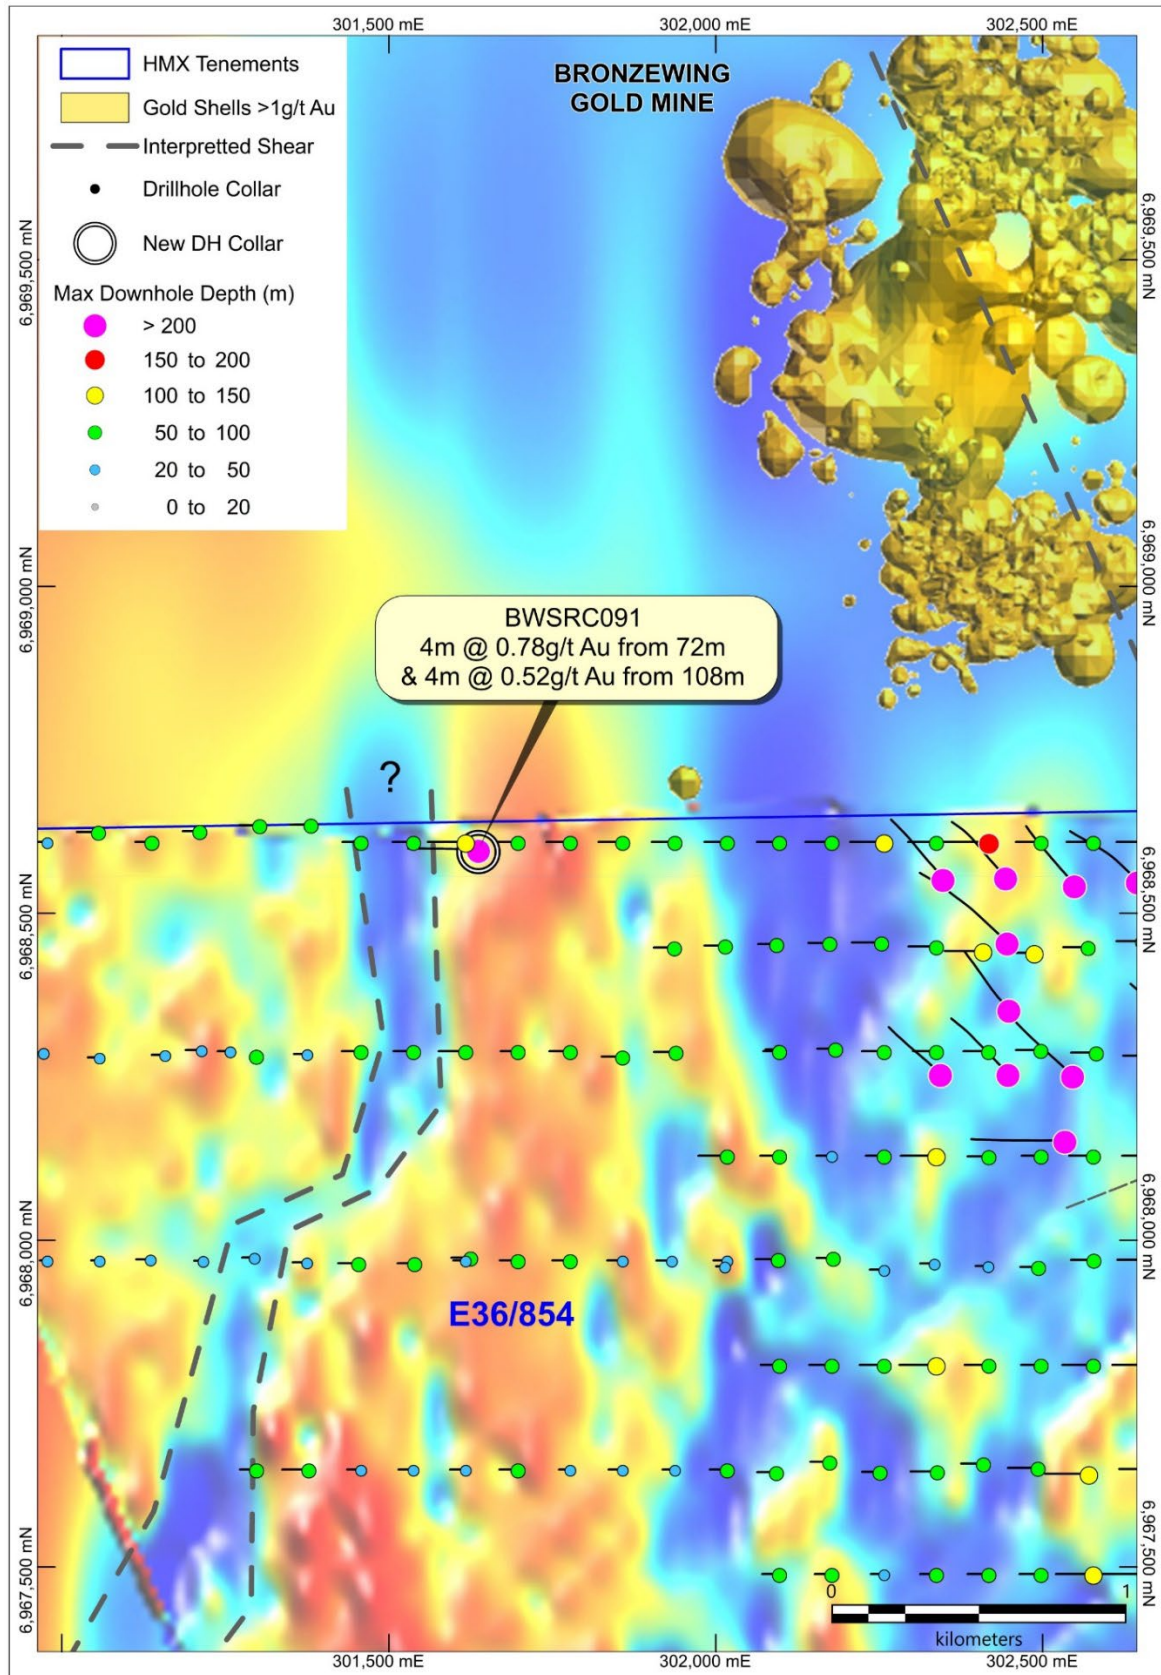 301,500 mE
302,000 mE
302,500 mE
HMX Tenements
Gold Shells >1g/t Au
Interpretted Shear
Drillhole Collar
New DH Collar
Max Downhole Depth (m)
> 200
150 to 200
100 to 150
50 to 100
20 to 50
0 to 20
BRONZEWING
GOLD MINE
6,969,500 mN
6,969,500 mN
6,969,000 mN
6,969,000 mN
BWSRC091
4m @ 0.78g/t Au from 72m
& 4m @ 0.52g/t Au from 108m
?
6,968,500 mN
6,968,500 mN
6,968,000 mN
6,968,000 mN
E36/854
6,967,500 mN
6,967,500 mN
0 1
kilometers
301,500 mE
302,000 mE
302,500 mE